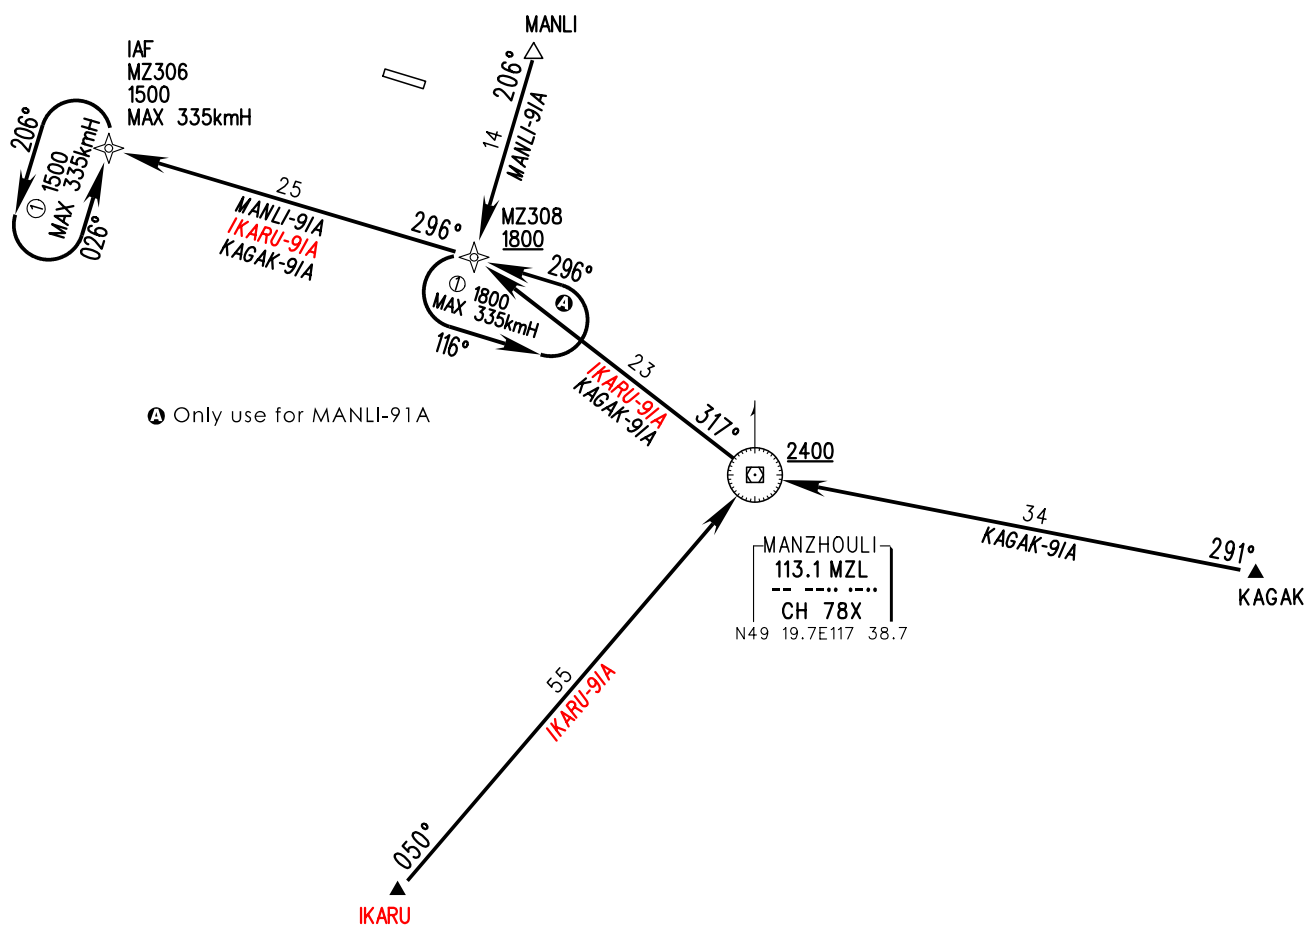 MANLI
206°
14
MANLI-91A
IAF
MZ306
1500
MAX 335kmH
206°
① 1500
MAX 335kmH
026°
25
MANLI-91A
IKARU-91A
KAGAK-91A
296°
MZ308
1800
296°
① 1800
MAX 335kmH
A
116°
23
IKARU-91A
KAGAK-91A
317°
A Only use for MANLI-91A
2400
34
KAGAK-91A
291°
KAGAK
MANZHOULI
113.1 MZL
CH 78X
N49 19.7E117 38.7
55
IKARU-91A
050°
IKARU